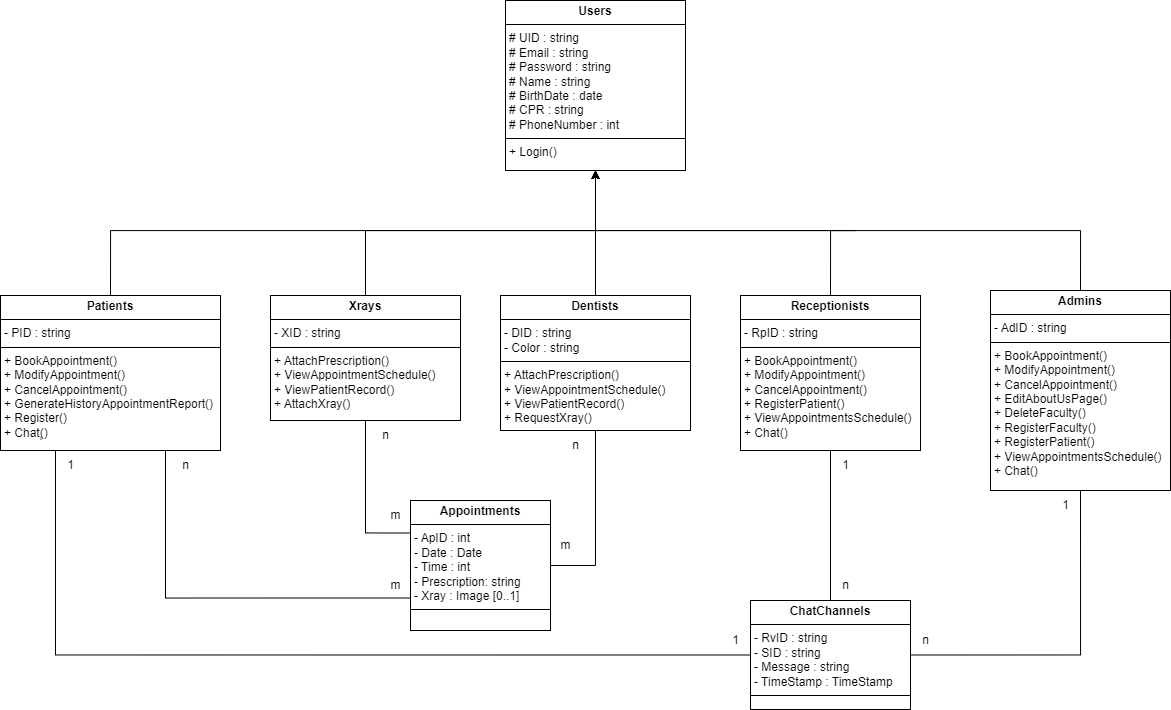 Users
# UID : string
# Email : string
# Password : string
# Name : string
# BirthDate : date
# CPR : string
# PhoneNumber : int
+ Login()
Patients
- PID : string
+ BookAppointment()
+ ModifyAppointment()
+ CancelAppointment()
+ GenerateHistoryAppointmentReport()
+ Register()
+ Chat()
Xrays
- XID : string
+ AttachPrescription()
+ ViewAppointmentSchedule()
+ ViewPatientRecord()
+ AttachXray()
Dentists
- DID : string
- Color : string
+ AttachPrescription()
+ ViewAppointmentSchedule()
+ ViewPatientRecord()
+ RequestXray()
Receptionists
- RpID : string
+ BookAppointment()
+ ModifyAppointment()
+ CancelAppointment()
+ RegisterPatient()
+ ViewAppointmentsSchedule()
+ Chat()
Admins
- AdID : string
+ BookAppointment()
+ ModifyAppointment()
+ CancelAppointment()
+ EditAboutUsPage()
+ DeleteFaculty()
+ RegisterFaculty()
+ RegisterPatient()
+ ViewAppointmentsSchedule()
+ Chat()
1
n
n
n
1
1
m
m
m
Appointments
- ApID : int
- Date : Date
- Time : int
- Prescription: string
- Xray : Image [0..1]
n
1
n
ChatChannels
- RvID : string
- SID : string
- Message : string
- TimeStamp : TimeStamp